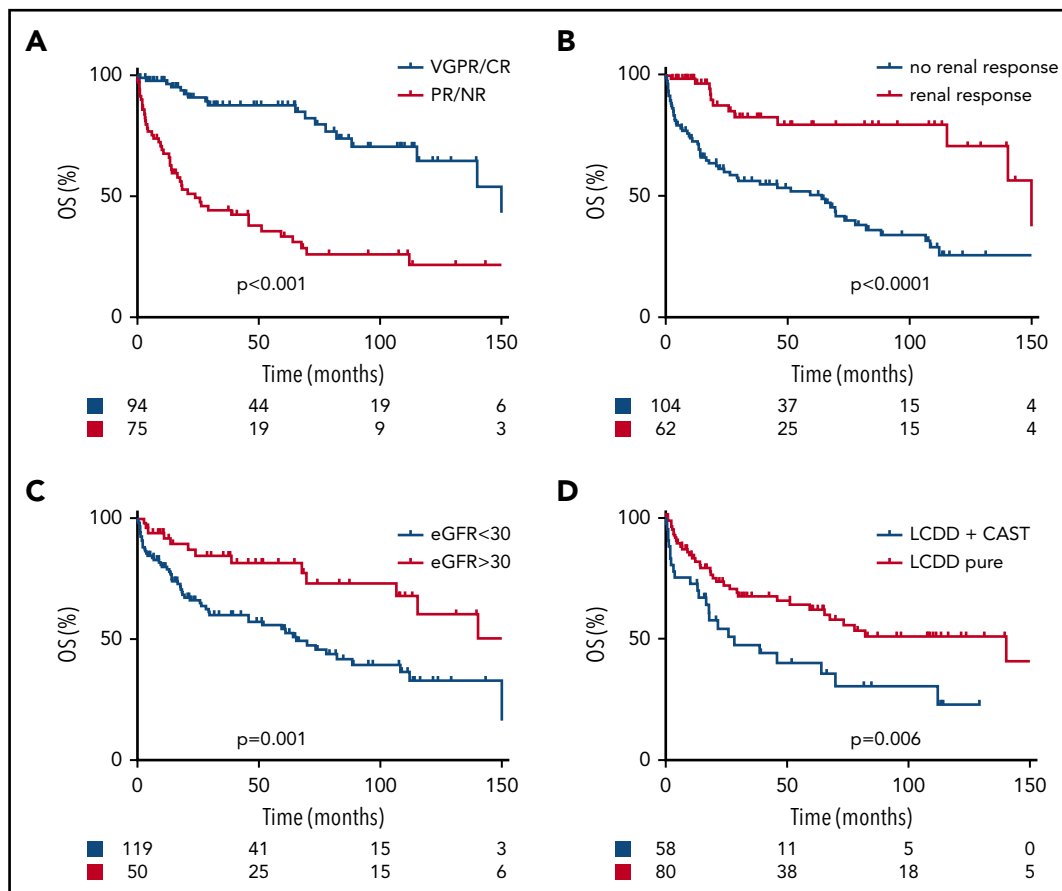 A
VGPR/CR
PR/NR
100
50
0
OS (%)
p<0.001
0 50 100 150
Time (months)
94 44 19 6
75 19 9 3
B
no renal response
renal response
100
50
0
OS (%)
p<0.0001
0 50 100 150
Time (months)
104 37 15 4
62 25 15 4
C
eGFR<30
eGFR>30
100
50
0
OS (%)
p=0.001
0 50 100 150
Time (months)
119 41 15 3
50 25 15 6
D
LCDD + CAST
LCDD pure
100
50
0
OS (%)
p=0.006
0 50 100 150
Time (months)
58 11 5 0
80 38 18 5